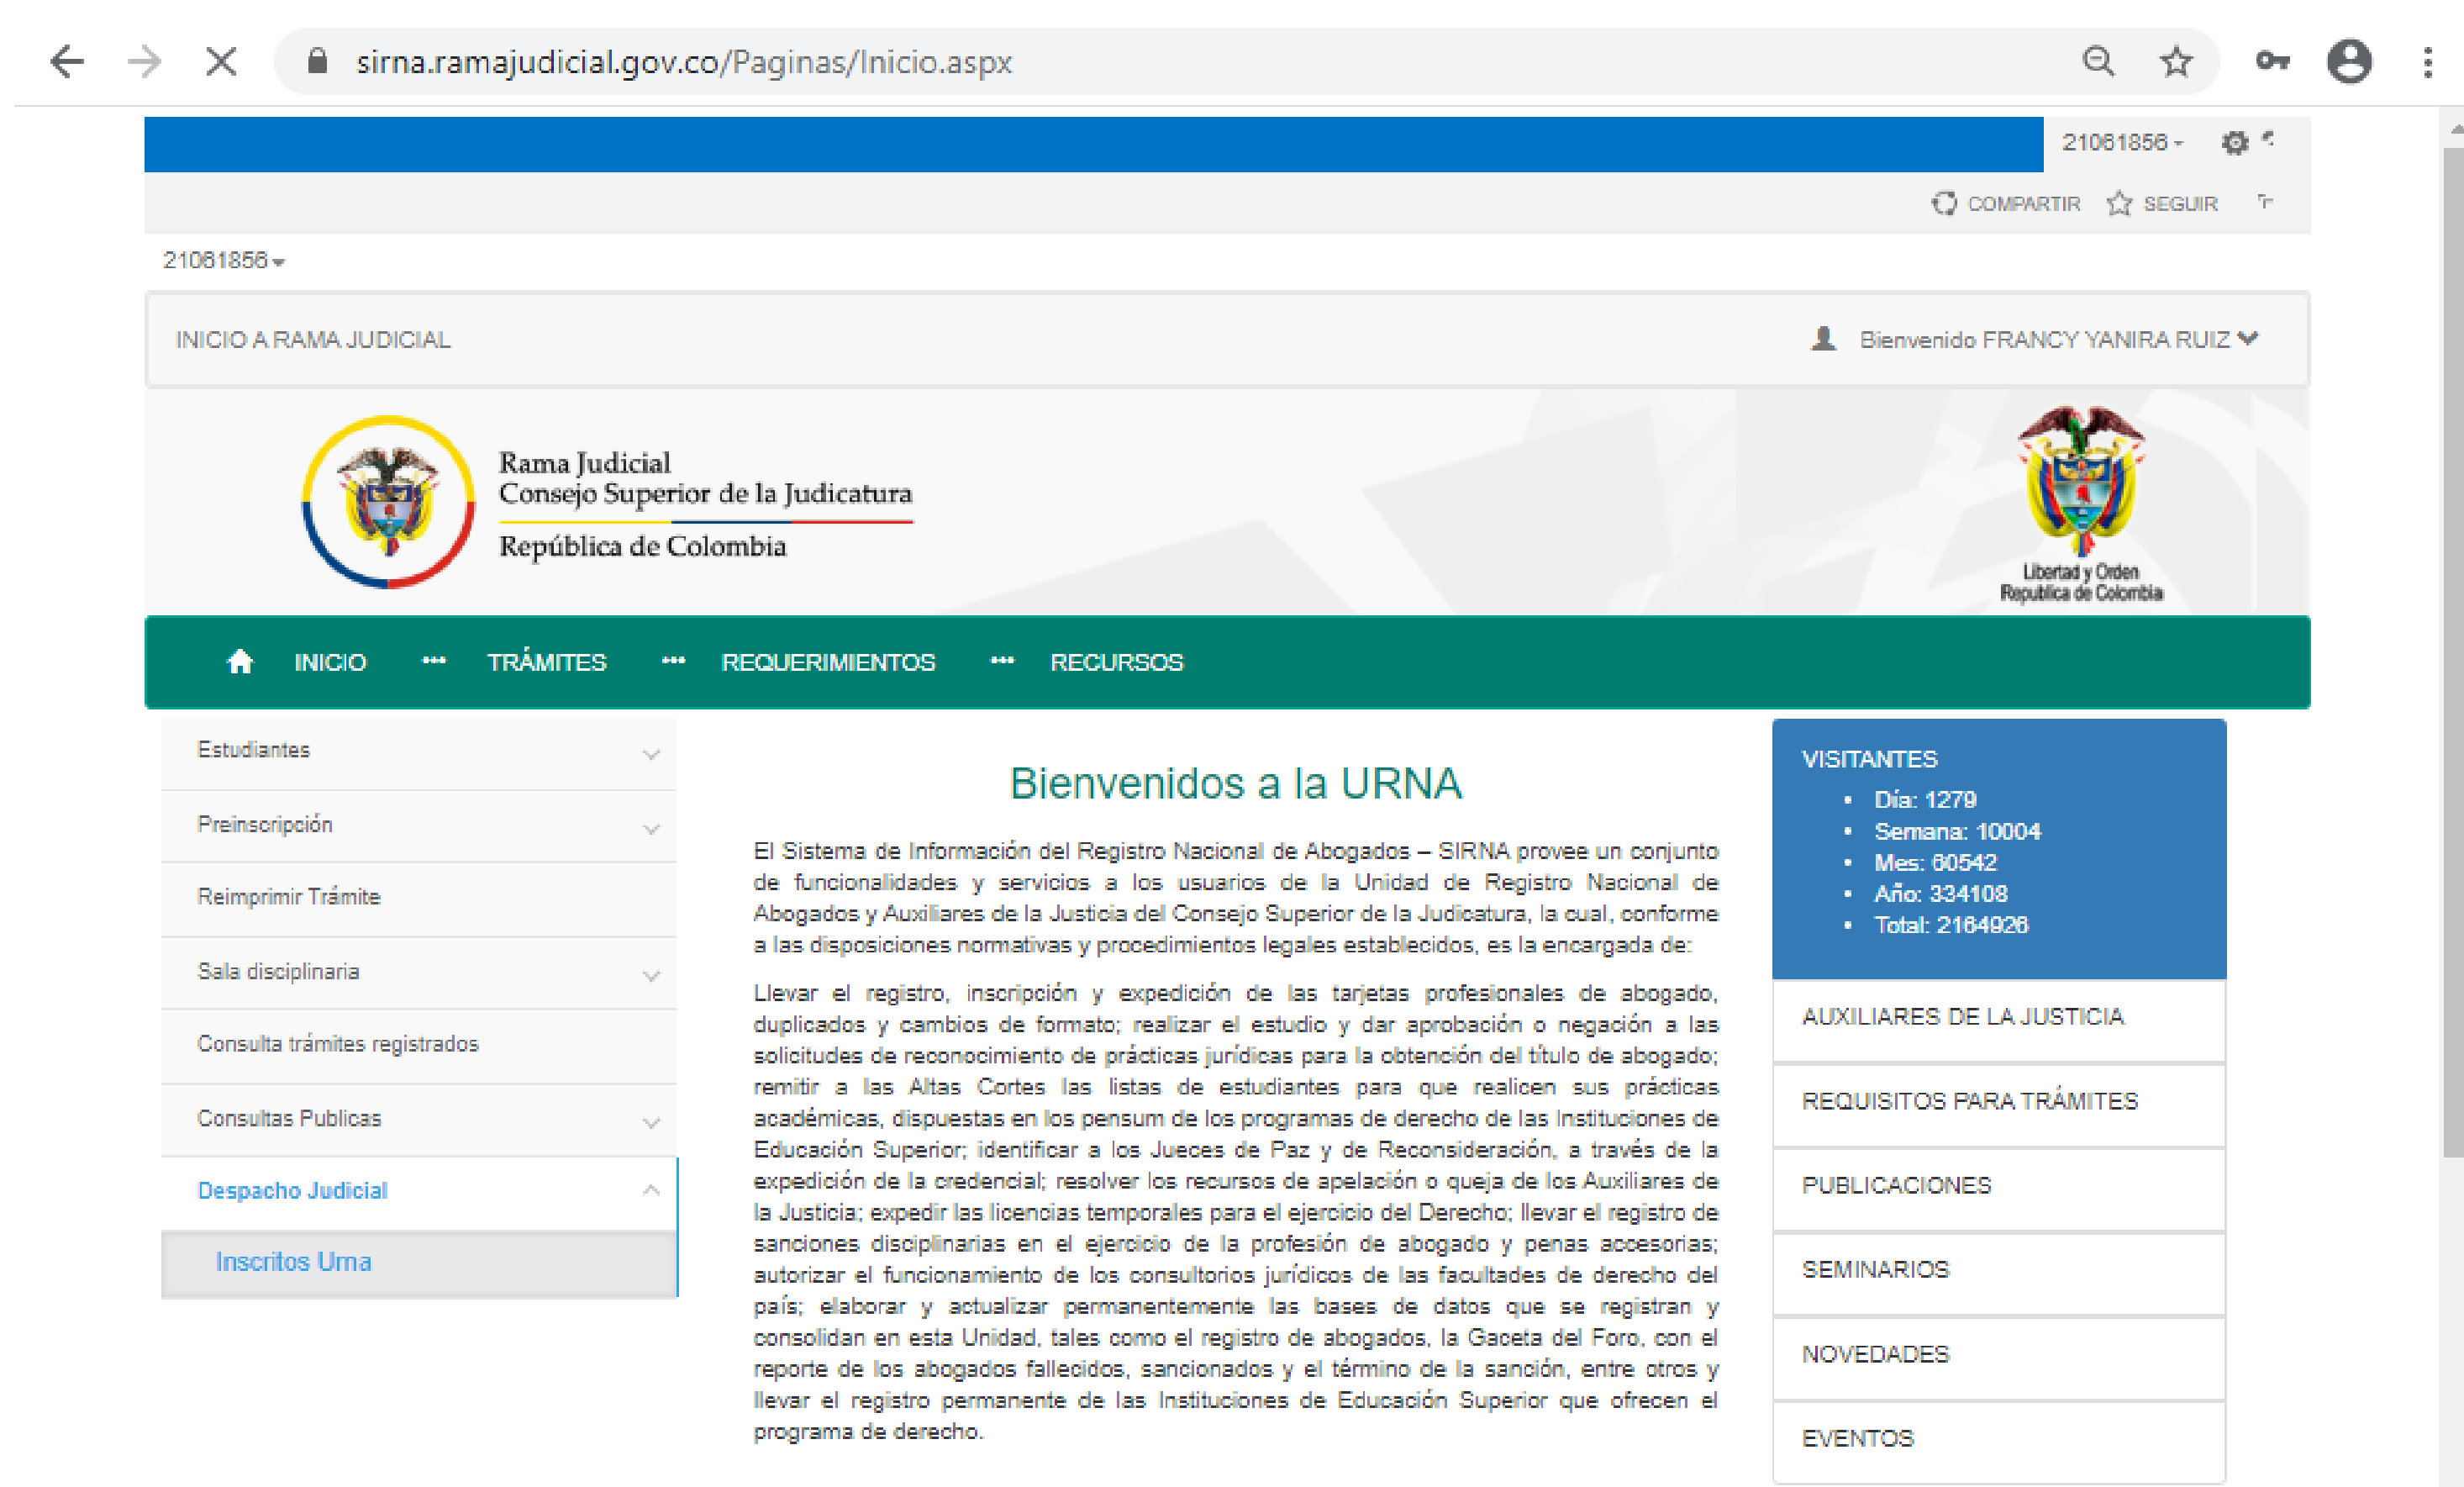 sirna.ramajudicial.gov.co/Paginas/Inicio.aspx
21061856
COMPARTIR SEGUIR
21061856
INICIO A RAMA JUDICIAL
Bienvenido FRANCY YANIRA RUIZ
Rama Judicial
Consejo Superior de la Judicatura
República de Colombia
Libertad y Orden
Republica de Colombia
INICIO ••• TRÁMITES ••• REQUERIMIENTOS ••• RECURSOS
Estudiantes
Preinscripción
Reimprimir Trámite
Sala disciplinaria
Consulta trámites registrados
Consultas Publicas
Despacho Judicial
Inscritos Urna
Bienvenidos a la URNA
El Sistema de Información del Registro Nacional de Abogados – SIRNA provee un conjunto
de funcionalidades y servicios a los usuarios de la Unidad de Registro Nacional de
Abogados y Auxiliares de la Justicia del Consejo Superior de la Judicatura, la cual, conforme
a las disposiciones normativas y procedimientos legales establecidos, es la encargada de:
Llevar el registro, inscripción y expedición de las tarjetas profesionales de abogado,
duplicados y cambios de formato; realizar el estudio y dar aprobación o negación a las
solicitudes de reconocimiento de prácticas jurídicas para la obtención del título de abogado;
remitir a las Altas Cortes las listas de estudiantes para que realicen sus prácticas
académicas, dispuestas en los pensum de los programas de derecho de las Instituciones de
Educación Superior; identificar a los Jueces de Paz y de Reconsideración, a través de la
expedición de la credencial; resolver los recursos de apelación o queja de los Auxiliares de
la Justicia; expedir las licencias temporales para el ejercicio del Derecho; llevar el registro de
sanciones disciplinarias en el ejercicio de la profesión de abogado y penas accesorias;
autorizar el funcionamiento de los consultorios jurídicos de las facultades de derecho del
país; elaborar y actualizar permanentemente las bases de datos que se registran y
consolidan en esta Unidad, tales como el registro de abogados, la Gaceta del Foro, con el
reporte de los abogados fallecidos, sancionados y el término de la sanción, entre otros y
llevar el registro permanente de las Instituciones de Educación Superior que ofrecen el
programa de derecho.
VISITANTES
• Día: 1279
• Semana: 10004
• Mes: 60542
• Año: 334108
• Total: 2164926
AUXILIARES DE LA JUSTICIA
REQUISITOS PARA TRÁMITES
PUBLICACIONES
SEMINARIOS
NOVEDADES
EVENTOS